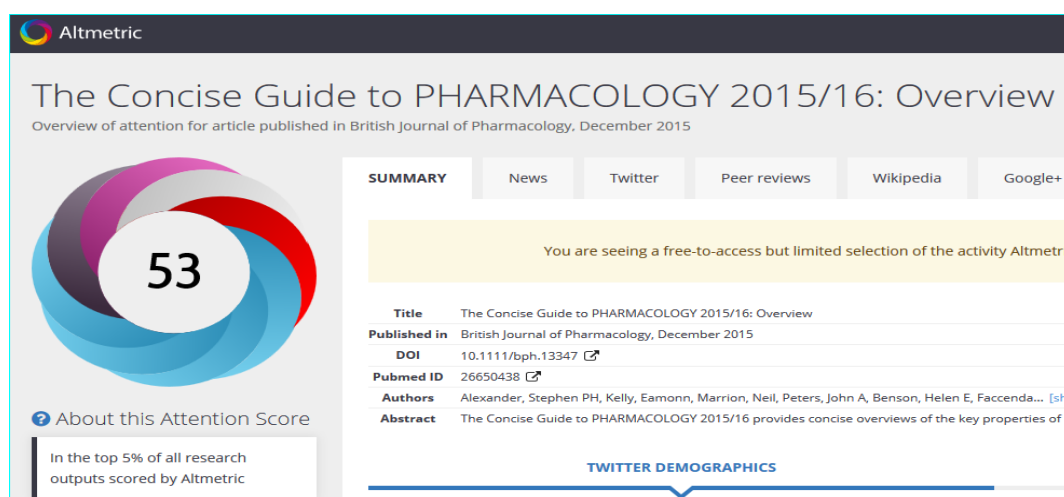 Altmetric
The Concise Guide to PHARMACOLOGY 2015/16: Overview
Overview of attention for article published in British Journal of Pharmacology, December 2015
53
SUMMARY News Twitter Peer reviews Wikipedia Google+
You are seeing a free-to-access but limited selection of the activity Altmetr
Title The Concise Guide to PHARMACOLOGY 2015/16: Overview
Published in British Journal of Pharmacology, December 2015
DOI 10.1111/bph.13347
Pubmed ID 26650438
Authors Alexander, Stephen PH, Kelly, Eamonn, Marrion, Neil, Peters, John A, Benson, Helen E, Faccenda... [sh
Abstract The Concise Guide to PHARMACOLOGY 2015/16 provides concise overviews of the key properties of
? About this Attention Score
In the top 5% of all research
outputs scored by Altmetric
TWITTER DEMOGRAPHICS